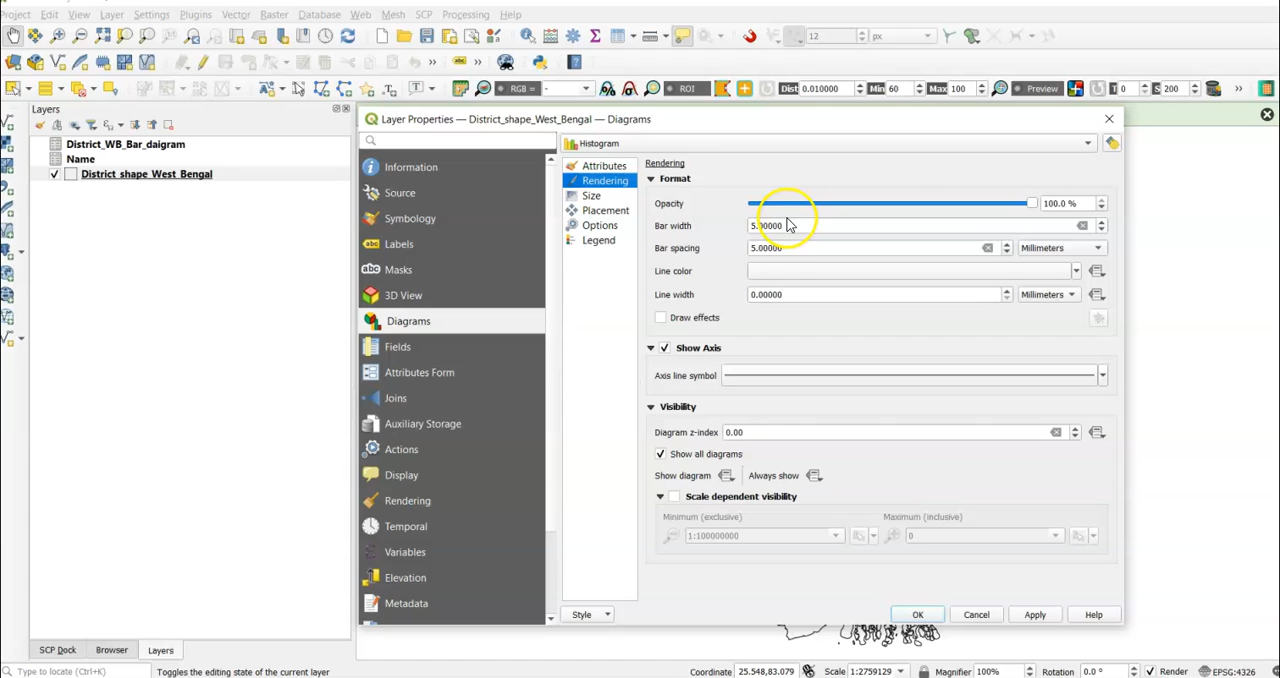 Project Edit View Layer Settings Plugins Vector Raster Database Web Mesh SCP Processing Help
12 px
RGB = - ROI Dist 0.010000 Min 60 Max 100 Preview T 0 S 200
Layers
District_WB_Bar_daigram
Name
District_shape_West_Bengal
Layer Properties — District_shape_West_Bengal — Diagrams
Histogram
Information
Source
Symbology
Labels
Masks
3D View
Diagrams
Fields
Attributes Form
Joins
Auxiliary Storage
Actions
Display
Rendering
Temporal
Variables
Elevation
Metadata
Attributes
Rendering
Size
Placement
Options
Legend
Rendering
Format
Opacity 100.0 %
Bar width 5.00000
Bar spacing 5.00000 Millimeters
Line color
Line width 0.00000 Millimeters
Draw effects
Show Axis
Axis line symbol
Visibility
Diagram z-index 0.00
Show all diagrams
Show diagram Always show
Scale dependent visibility
Minimum (exclusive) Maximum (inclusive)
1:100000000 0
Style OK Cancel Apply Help
SCP Dock Browser Layers
Type to locate (Ctrl+K) Toggles the editing state of the current layer Coordinate 25.548,83.079 Scale 1:2759129 Magnifier 100% Rotation 0.0 ° Render EPSG:4326